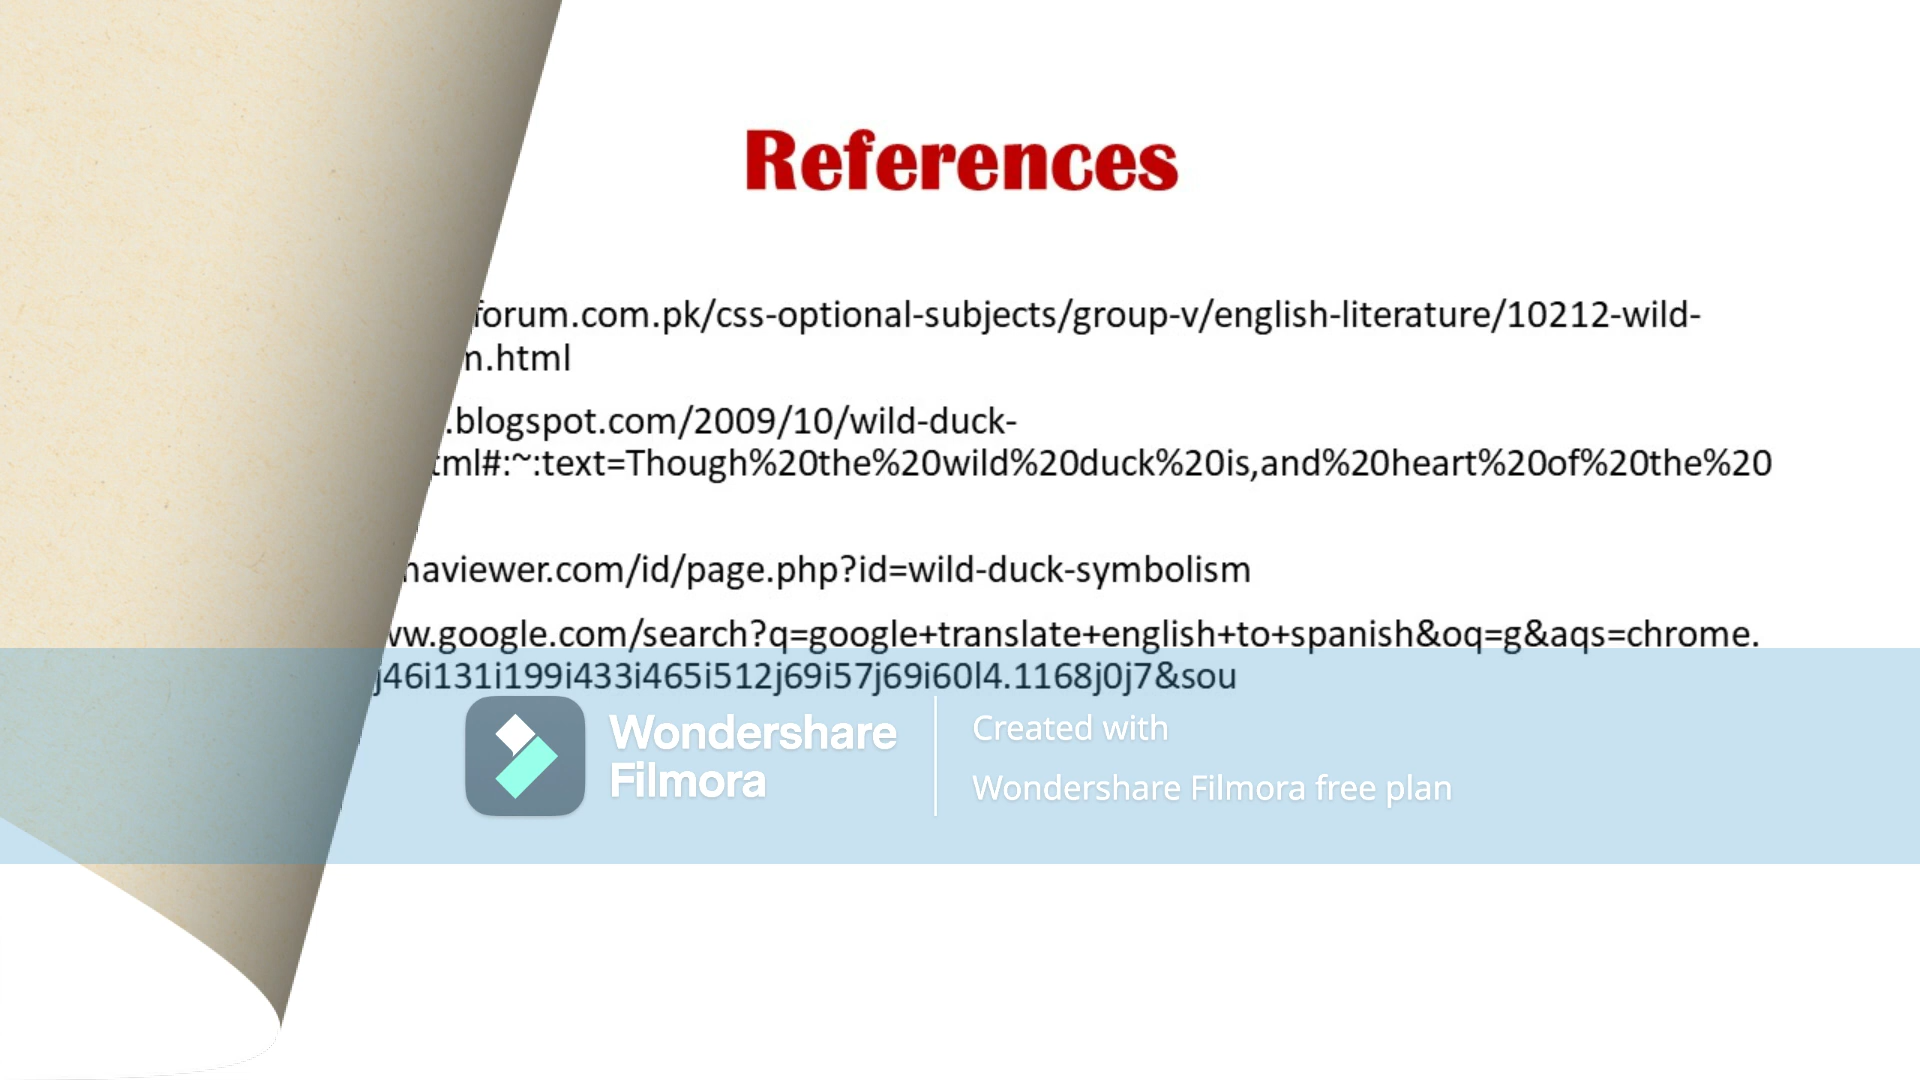 References
forum.com.pk/css-optional-subjects/group-v/english-literature/10212-wild-
m.html
.blogspot.com/2009/10/wild-duck-
tml#:~:text=Though%20the%20wild%20duck%20is,and%20heart%20of%20the%20
naviewer.com/id/page.php?id=wild-duck-symbolism
ww.google.com/search?q=google+translate+english+to+spanish&oq=g&aqs=chrome.
j46i131i199i433i465i512j69i57j69i60l4.1168j0j7&sou
Wondershare
Filmora
Created with
Wondershare Filmora free plan